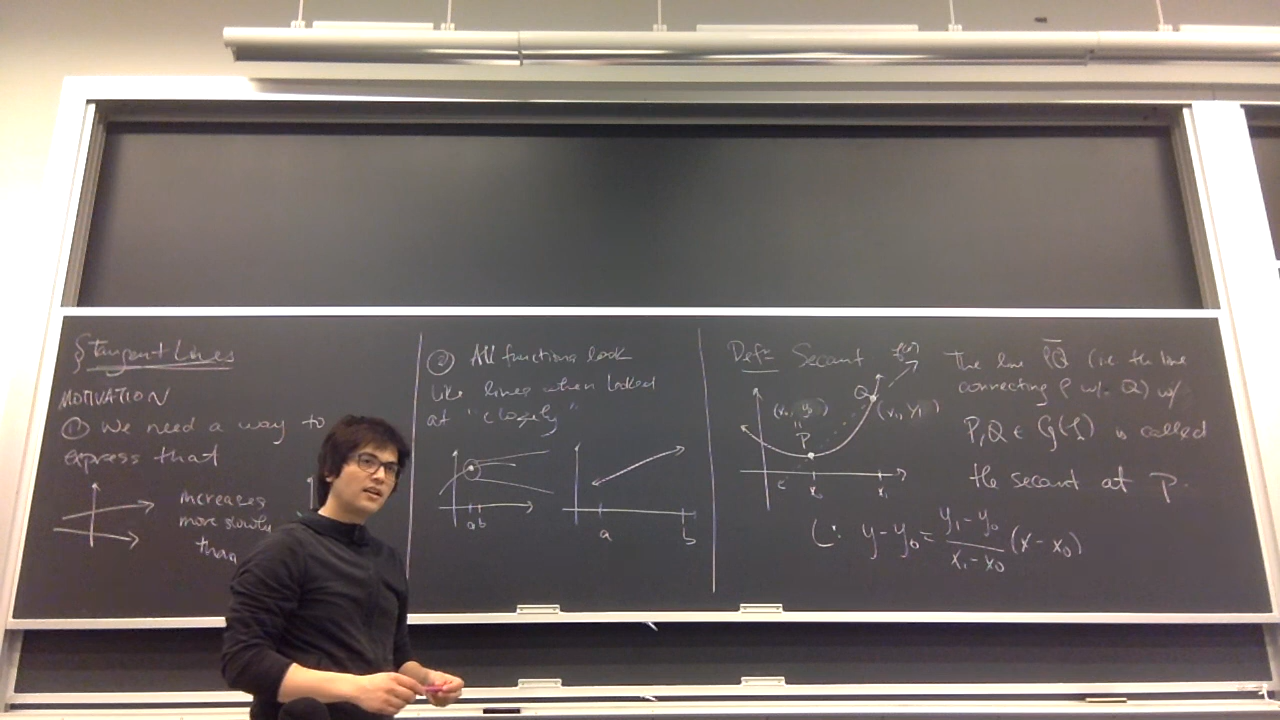 § Tangent Lines
MOTIVATION
① We need a way to
express that
increases
more slowly
than
② All functions look
like lines when looked
at "closely"
a b
a
b
Def: Secant
f(x)
Q
(x₁, y₁)
P
x₀
x₁
The line PQ (i.e. the line
connecting P w/ Q) w/
P, Q ∈ G(f) is called
the secant at P.
L: y-y₀ = y₁-y₀ / x₁-x₀ (x-x₀)